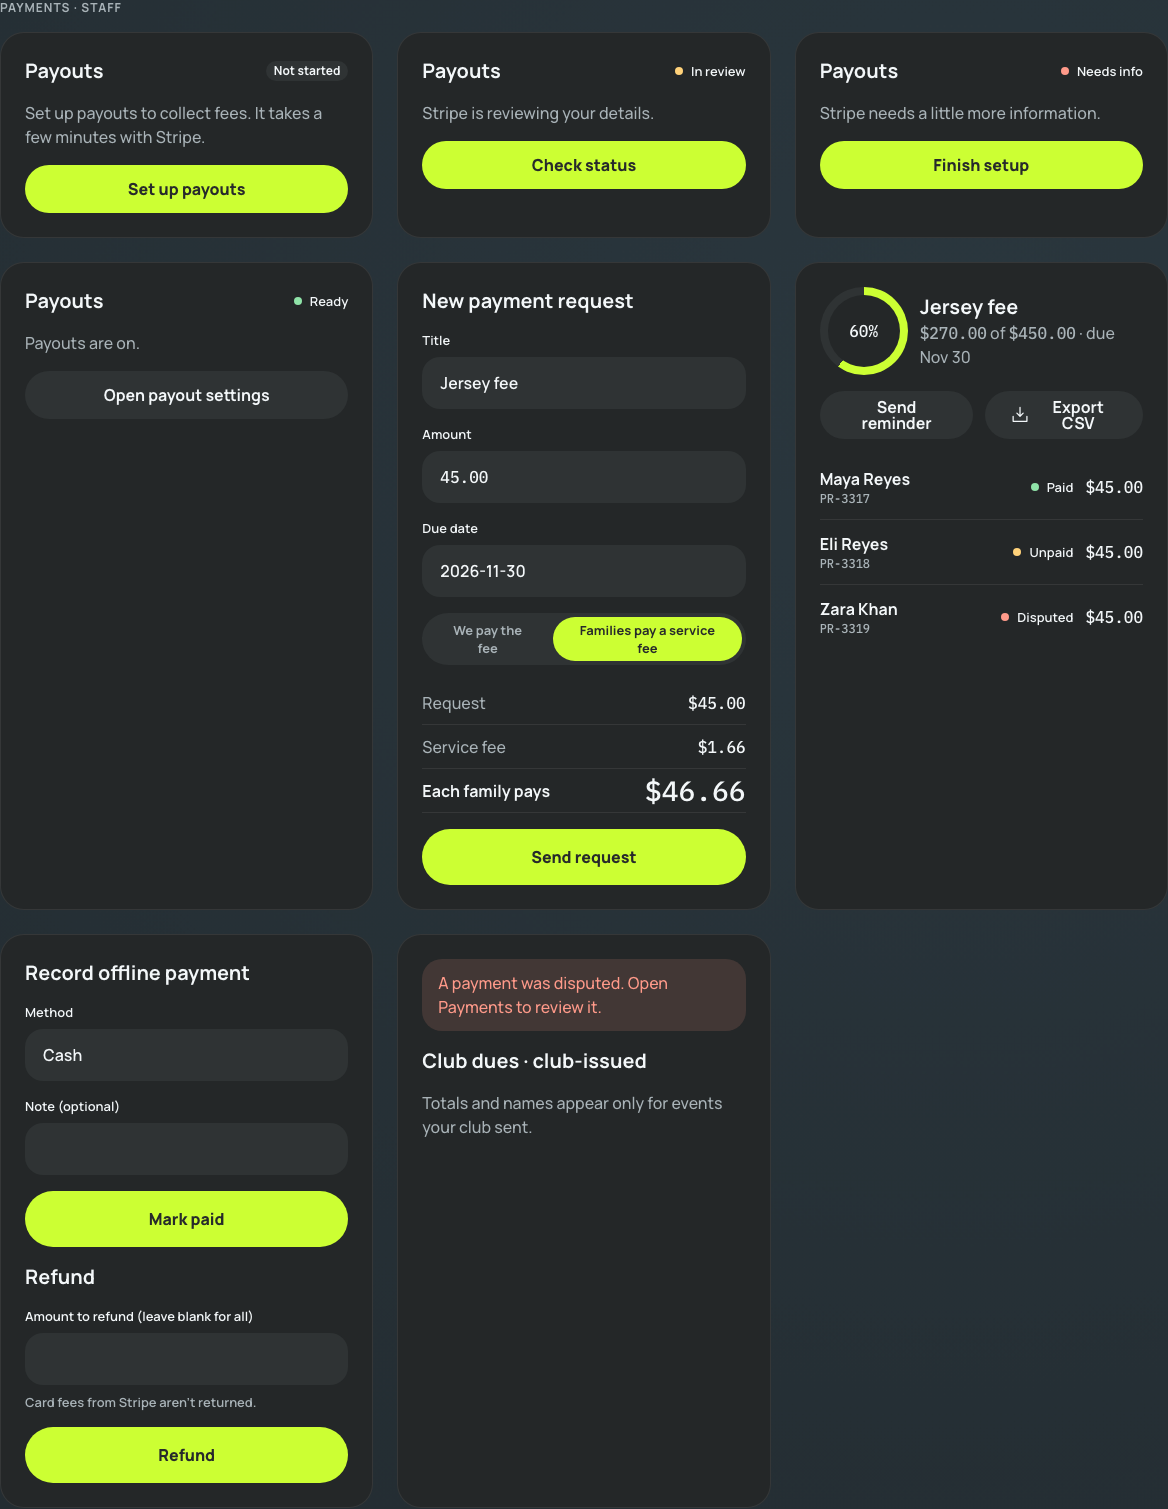 PAYMENTS · STAFF
Payouts
Not started
Set up payouts to collect fees. It takes a
few minutes with Stripe.
Set up payouts
Payouts
In review
Stripe is reviewing your details.
Check status
Payouts
Needs info
Stripe needs a little more information.
Finish setup
Payouts
Ready
Payouts are on.
Open payout settings
New payment request
Title
Jersey fee
Amount
45.00
Due date
2026-11-30
We pay the
fee
Families pay a service
fee
Request
$45.00
Service fee
$1.66
Each family pays
$46.66
Send request
60%
Jersey fee
$270.00 of $450.00 · due
Nov 30
Send
reminder
Export
CSV
Maya Reyes
PR-3317
Paid
$45.00
Eli Reyes
PR-3318
Unpaid
$45.00
Zara Khan
PR-3319
Disputed
$45.00
Record offline payment
Method
Cash
Note (optional)
Mark paid
Refund
Amount to refund (leave blank for all)
Card fees from Stripe aren't returned.
Refund
A payment was disputed. Open
Payments to review it.
Club dues · club-issued
Totals and names appear only for events
your club sent.